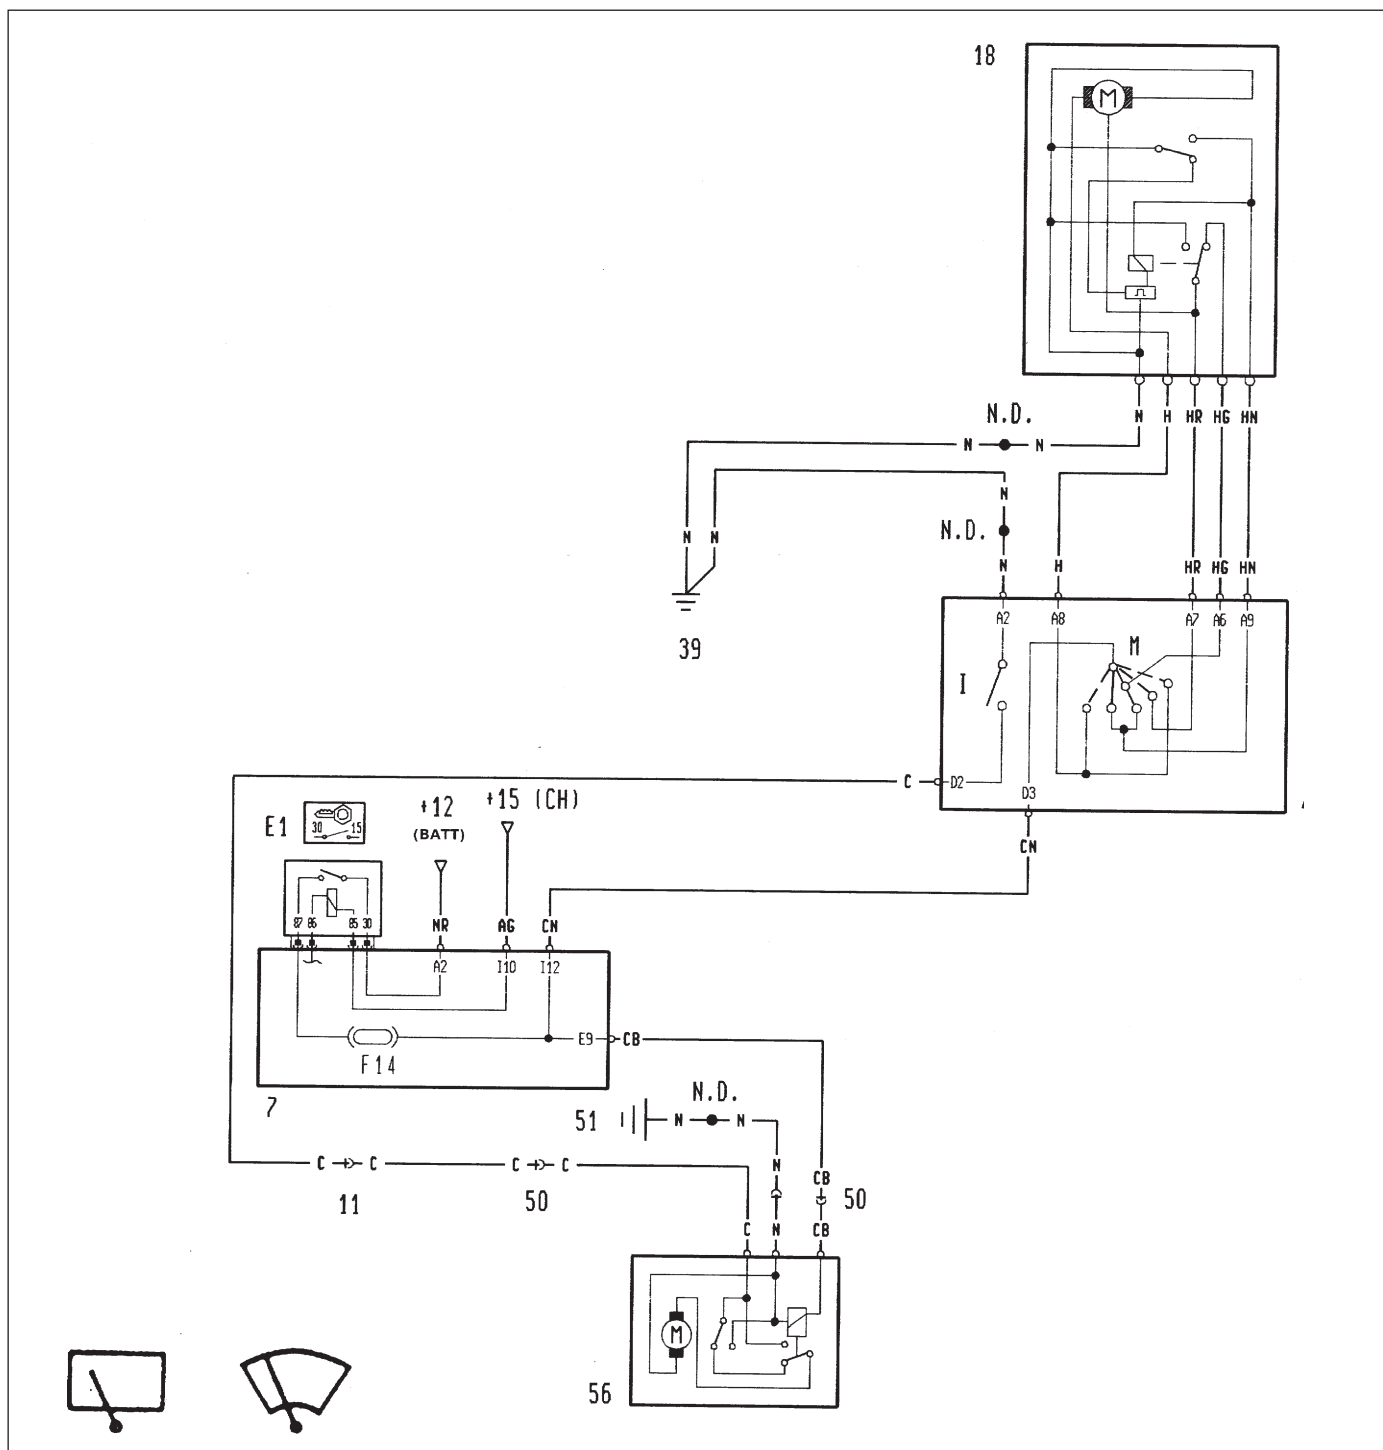 18
M
N H HR HG HN
N.D.
N N
N
N.D.
N N
N H HR HG HN
39
A2 A8 A7 A6 A9
M
I
C D2
D3
CN
E1
30 15
+12
(BATT)
+15 (CH)
87 86 85 30
NR AG CN
A2 I10 I12
E9 CB
F14
7
N.D.
51 N N
N CB
C C C C
11 50 50
C N CB
M
56